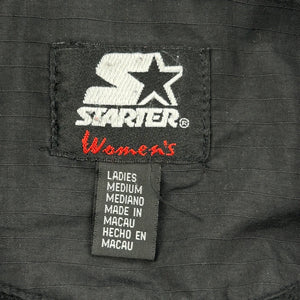 STARTER®
Women's
LADIES
MEDIUM
MEDIANO
MADE IN
MACAU
HECHO EN
MACAU